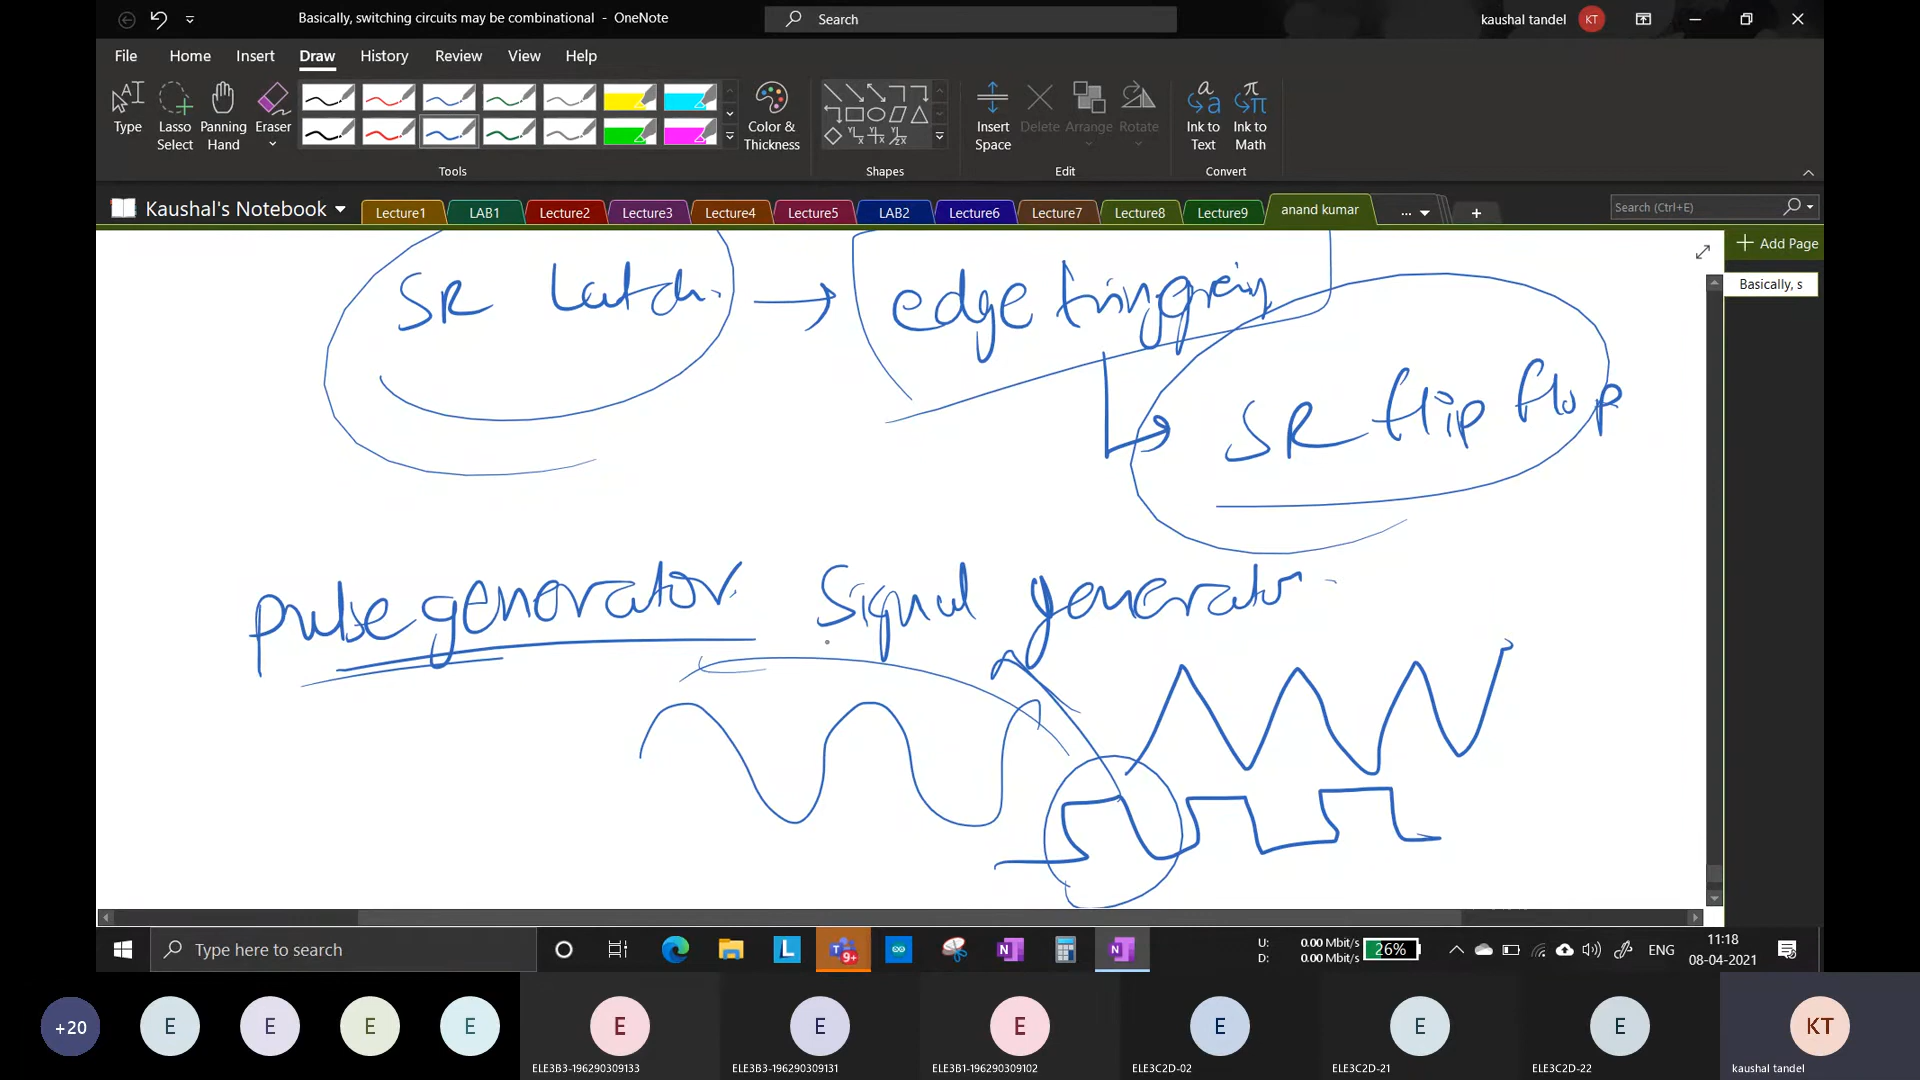 Basically, switching circuits may be combinational - OneNote
Search
kaushal tandel
KT
File Home Insert Draw History Review View Help
Type
Lasso Select
Panning Hand
Eraser
Color & Thickness
Insert Space
Delete
Arrange
Rotate
Ink to Text
Ink to Math
Tools
Shapes
Edit
Convert
Kaushal's Notebook
Lecture1 LAB1 Lecture2 Lecture3 Lecture4 Lecture5 LAB2 Lecture6 Lecture7 Lecture8 Lecture9 anand kumar ...
Search (Ctrl+E)
Add Page
Basically, s
SR Latch. → edge tringgreing
SR flip flop
pulse generator. Signal generator
Type here to search
U: 0.00 Mbit/s
D: 0.00 Mbit/s
26%
ENG
11:18
08-04-2021
9+
+20
E E E E E E E E E E KT
ELE3B3-196290309133
ELE3B3-196290309131
ELE3B1-196290309102
ELE3C2D-02
ELE3C2D-21
ELE3C2D-22
kaushal tandel